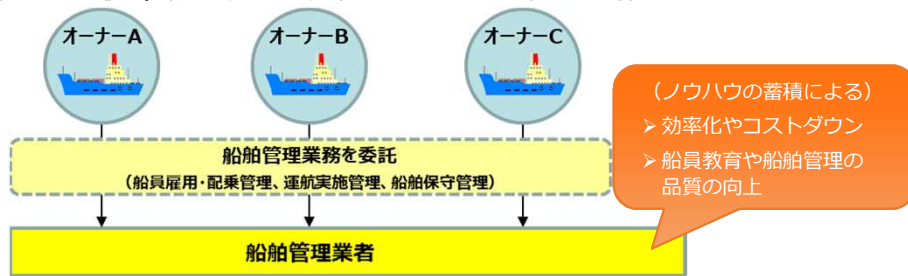 オーナーA
オーナーB
オーナーC
(ノウハウの蓄積による)
➢効率化やコストダウン
➢船員教育や船舶管理の
品質の向上
船舶管理業務を委託
(船員雇用・配乗管理、運航実施管理、船舶保守管理)
船舶管理業者